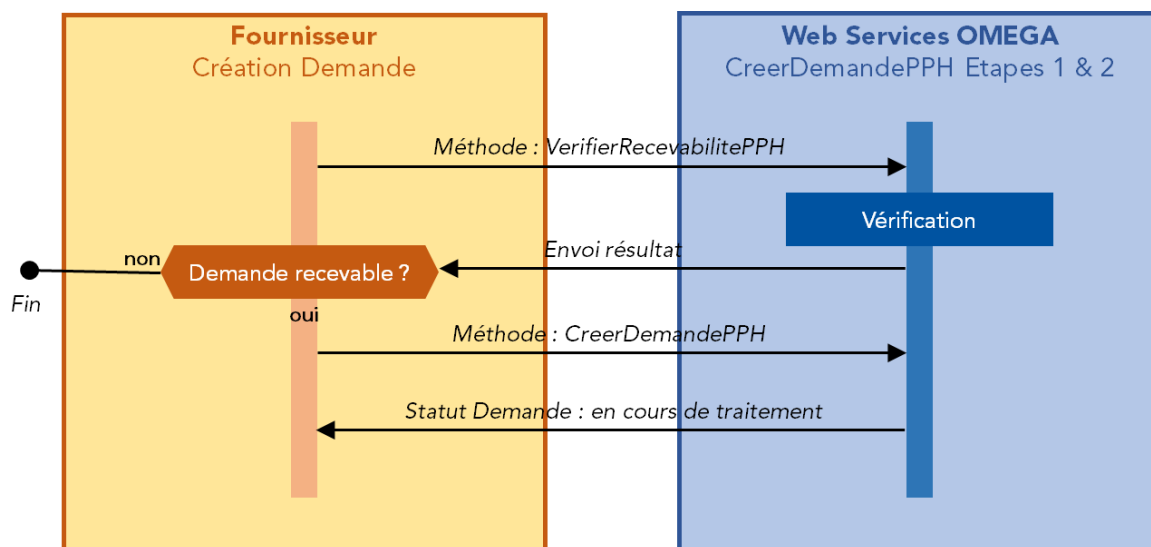 Fournisseur
Création Demande
Web Services OMEGA
CreerDemandePPH Etapes 1 & 2
Méthode : VerifierRecevabilitePPH
Vérification
Envoi résultat
non
Demande recevable ?
Fin
oui
Méthode : CreerDemandePPH
Statut Demande : en cours de traitement